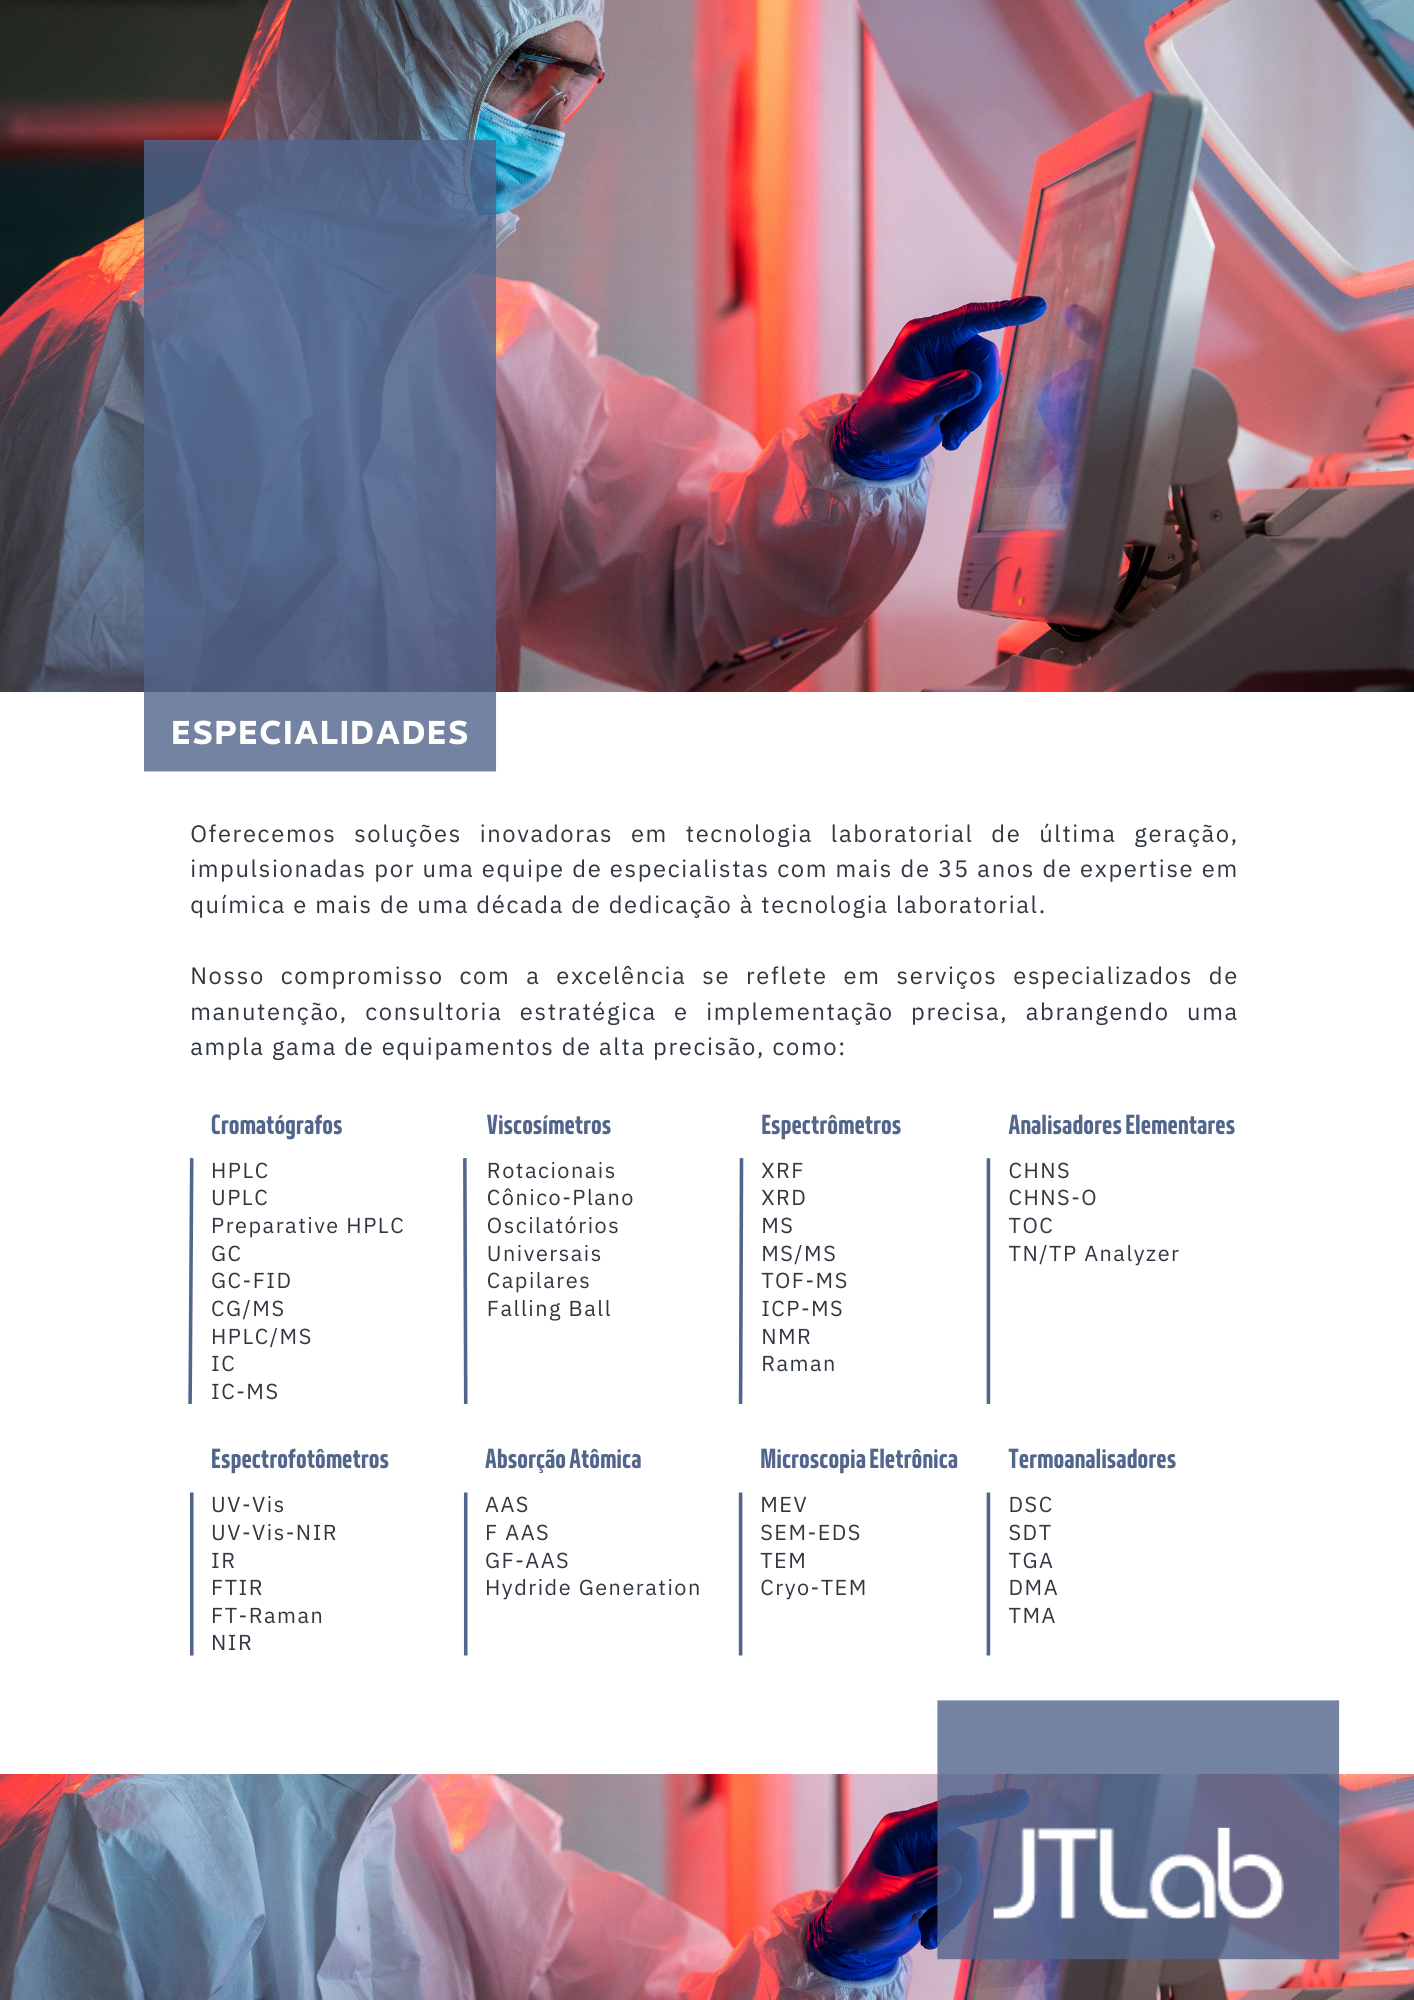 ESPECIALIDADES
Oferecemos soluções inovadoras em tecnologia laboratorial de última geração,
impulsionadas por uma equipe de especialistas com mais de 35 anos de expertise em
química e mais de uma década de dedicação à tecnologia laboratorial.
Nosso compromisso com a excelência se reflete em serviços especializados de
manutenção, consultoria estratégica e implementação precisa, abrangendo uma
ampla gama de equipamentos de alta precisão, como:
Cromatógrafos
HPLC
UPLC
Preparative HPLC
GC
GC-FID
CG/MS
HPLC/MS
IC
IC-MS
Viscosímetros
Rotacionais
Cônico-Plano
Oscilatórios
Universais
Capilares
Falling Ball
Espectrômetros
XRF
XRD
MS
MS/MS
TOF-MS
ICP-MS
NMR
Raman
Analisadores Elementares
CHNS
CHNS-O
TOC
TN/TP Analyzer
Espectrofotômetros
UV-Vis
UV-Vis-NIR
IR
FTIR
FT-Raman
NIR
Absorção Atômica
AAS
F AAS
GF-AAS
Hydride Generation
Microscopia Eletrônica
MEV
SEM-EDS
TEM
Cryo-TEM
Termoanalisadores
DSC
SDT
TGA
DMA
TMA
JTLab